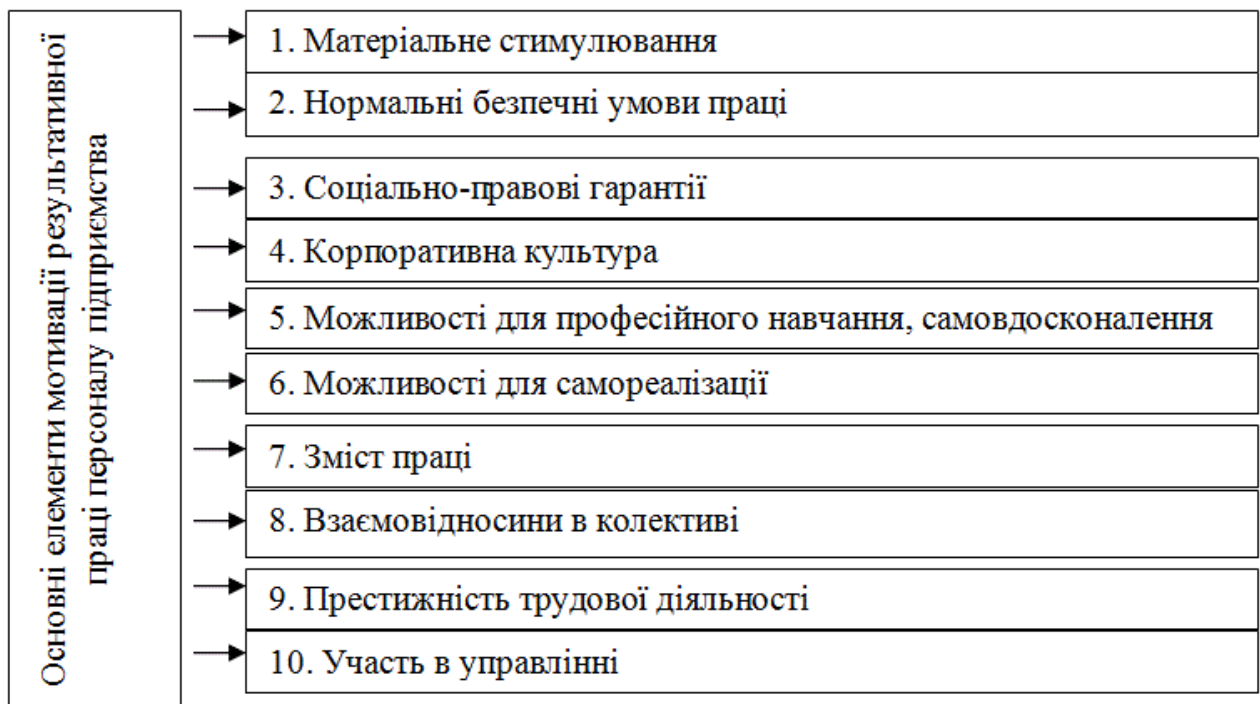 Основні елементи мотивації результативної
праці персоналу підприємства
1. Матеріальне стимулювання
2. Нормальні безпечні умови праці
3. Соціально-правові гарантії
4. Корпоративна культура
5. Можливості для професійного навчання, самовдосконалення
6. Можливості для самореалізації
7. Зміст праці
8. Взаємовідносини в колективі
9. Престижність трудової діяльності
10. Участь в управлінні